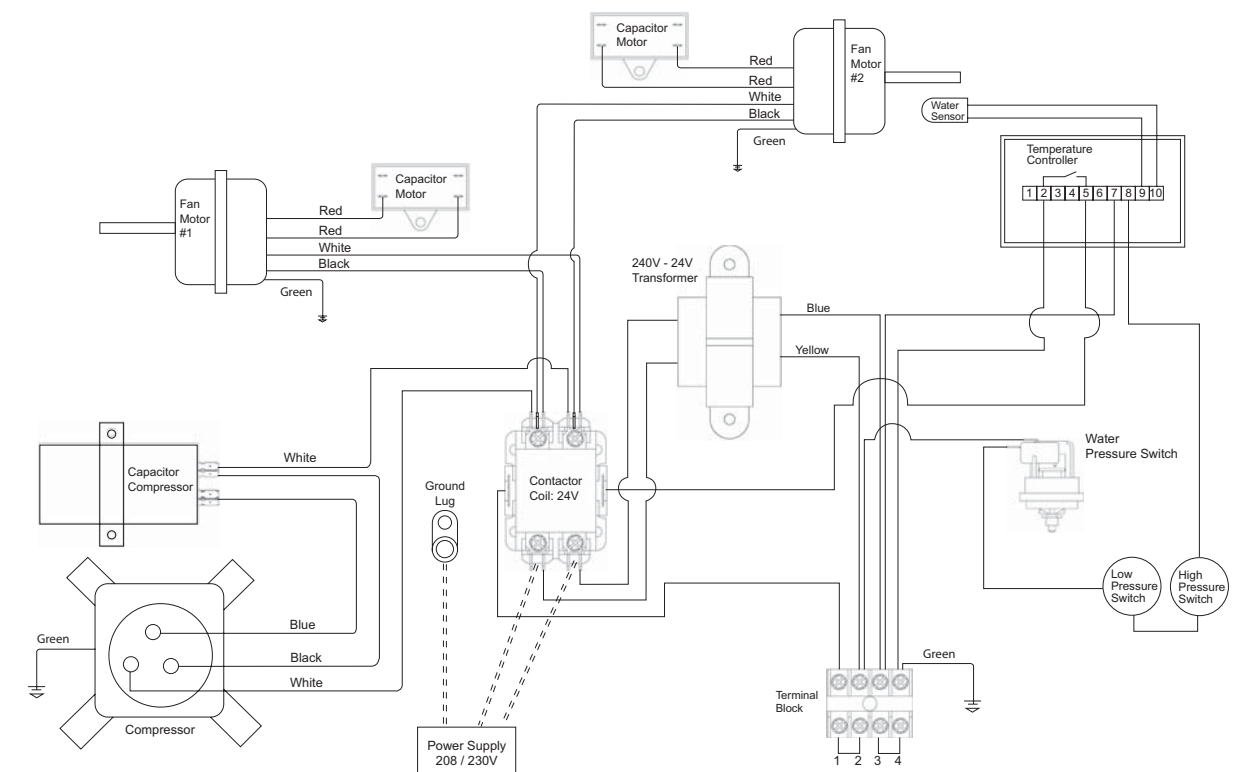 Capacitor
Motor
Fan
Motor
#2
Red
Red
White
Black
Green
Water
Sensor
Temperature
Controller
1 2 3 4 5 6 7 8 9 10
Capacitor
Motor
Fan
Motor
#1
Red
Red
White
Black
Green
240V - 24V
Transformer
Blue
Yellow
White
Capacitor
Compressor
Ground
Lug
Contactor
Coil: 24V
Water
Pressure Switch
Low
Pressure
Switch
High
Pressure
Switch
Green
Blue
Black
White
Compressor
Green
Terminal
Block
1 2 3 4
Power Supply
208 / 230V